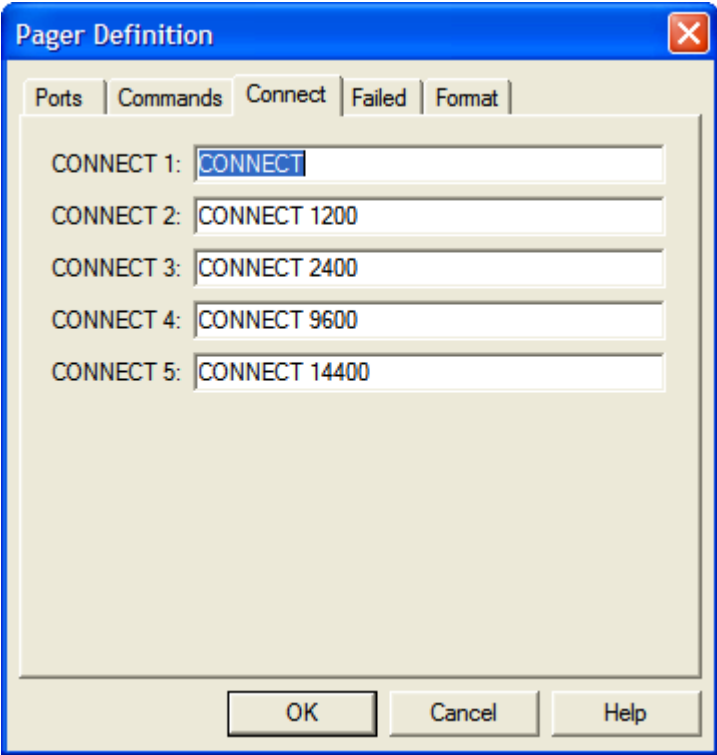 Pager Definition
Ports Commands Connect Failed Format
CONNECT 1: CONNECT
CONNECT 2: CONNECT 1200
CONNECT 3: CONNECT 2400
CONNECT 4: CONNECT 9600
CONNECT 5: CONNECT 14400
OK Cancel Help